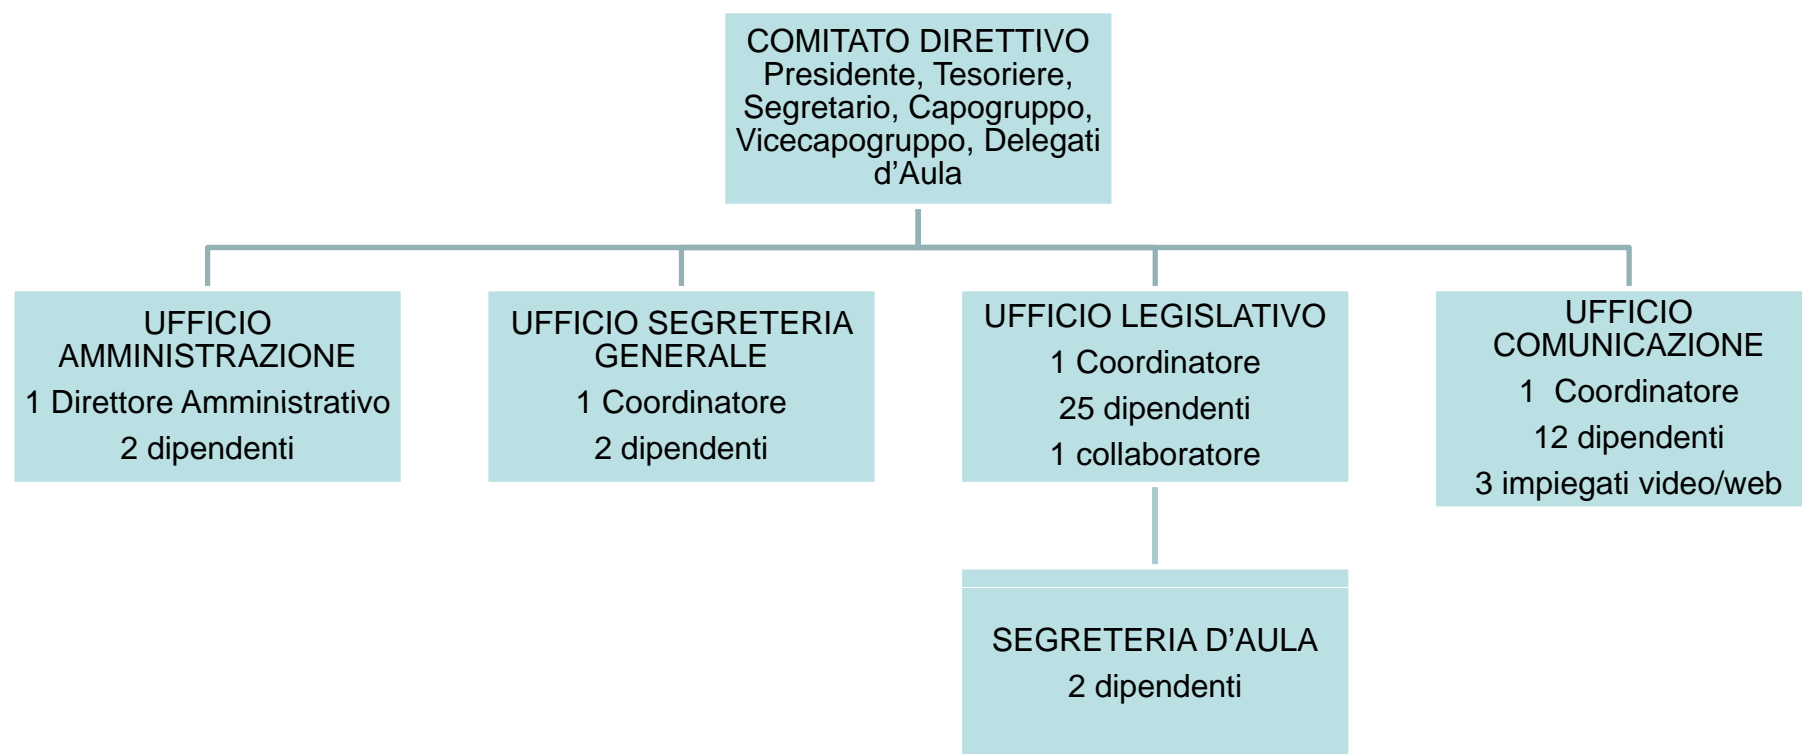 COMITATO DIRETTIVO
Presidente, Tesoriere,
Segretario, Capogruppo,
Vicecapogruppo, Delegati
d’Aula
UFFICIO
AMMINISTRAZIONE
1 Direttore Amministrativo
2 dipendenti
UFFICIO SEGRETERIA
GENERALE
1 Coordinatore
2 dipendenti
UFFICIO LEGISLATIVO
1 Coordinatore
25 dipendenti
1 collaboratore
UFFICIO
COMUNICAZIONE
1 Coordinatore
12 dipendenti
3 impiegati video/web
SEGRETERIA D’AULA
2 dipendenti